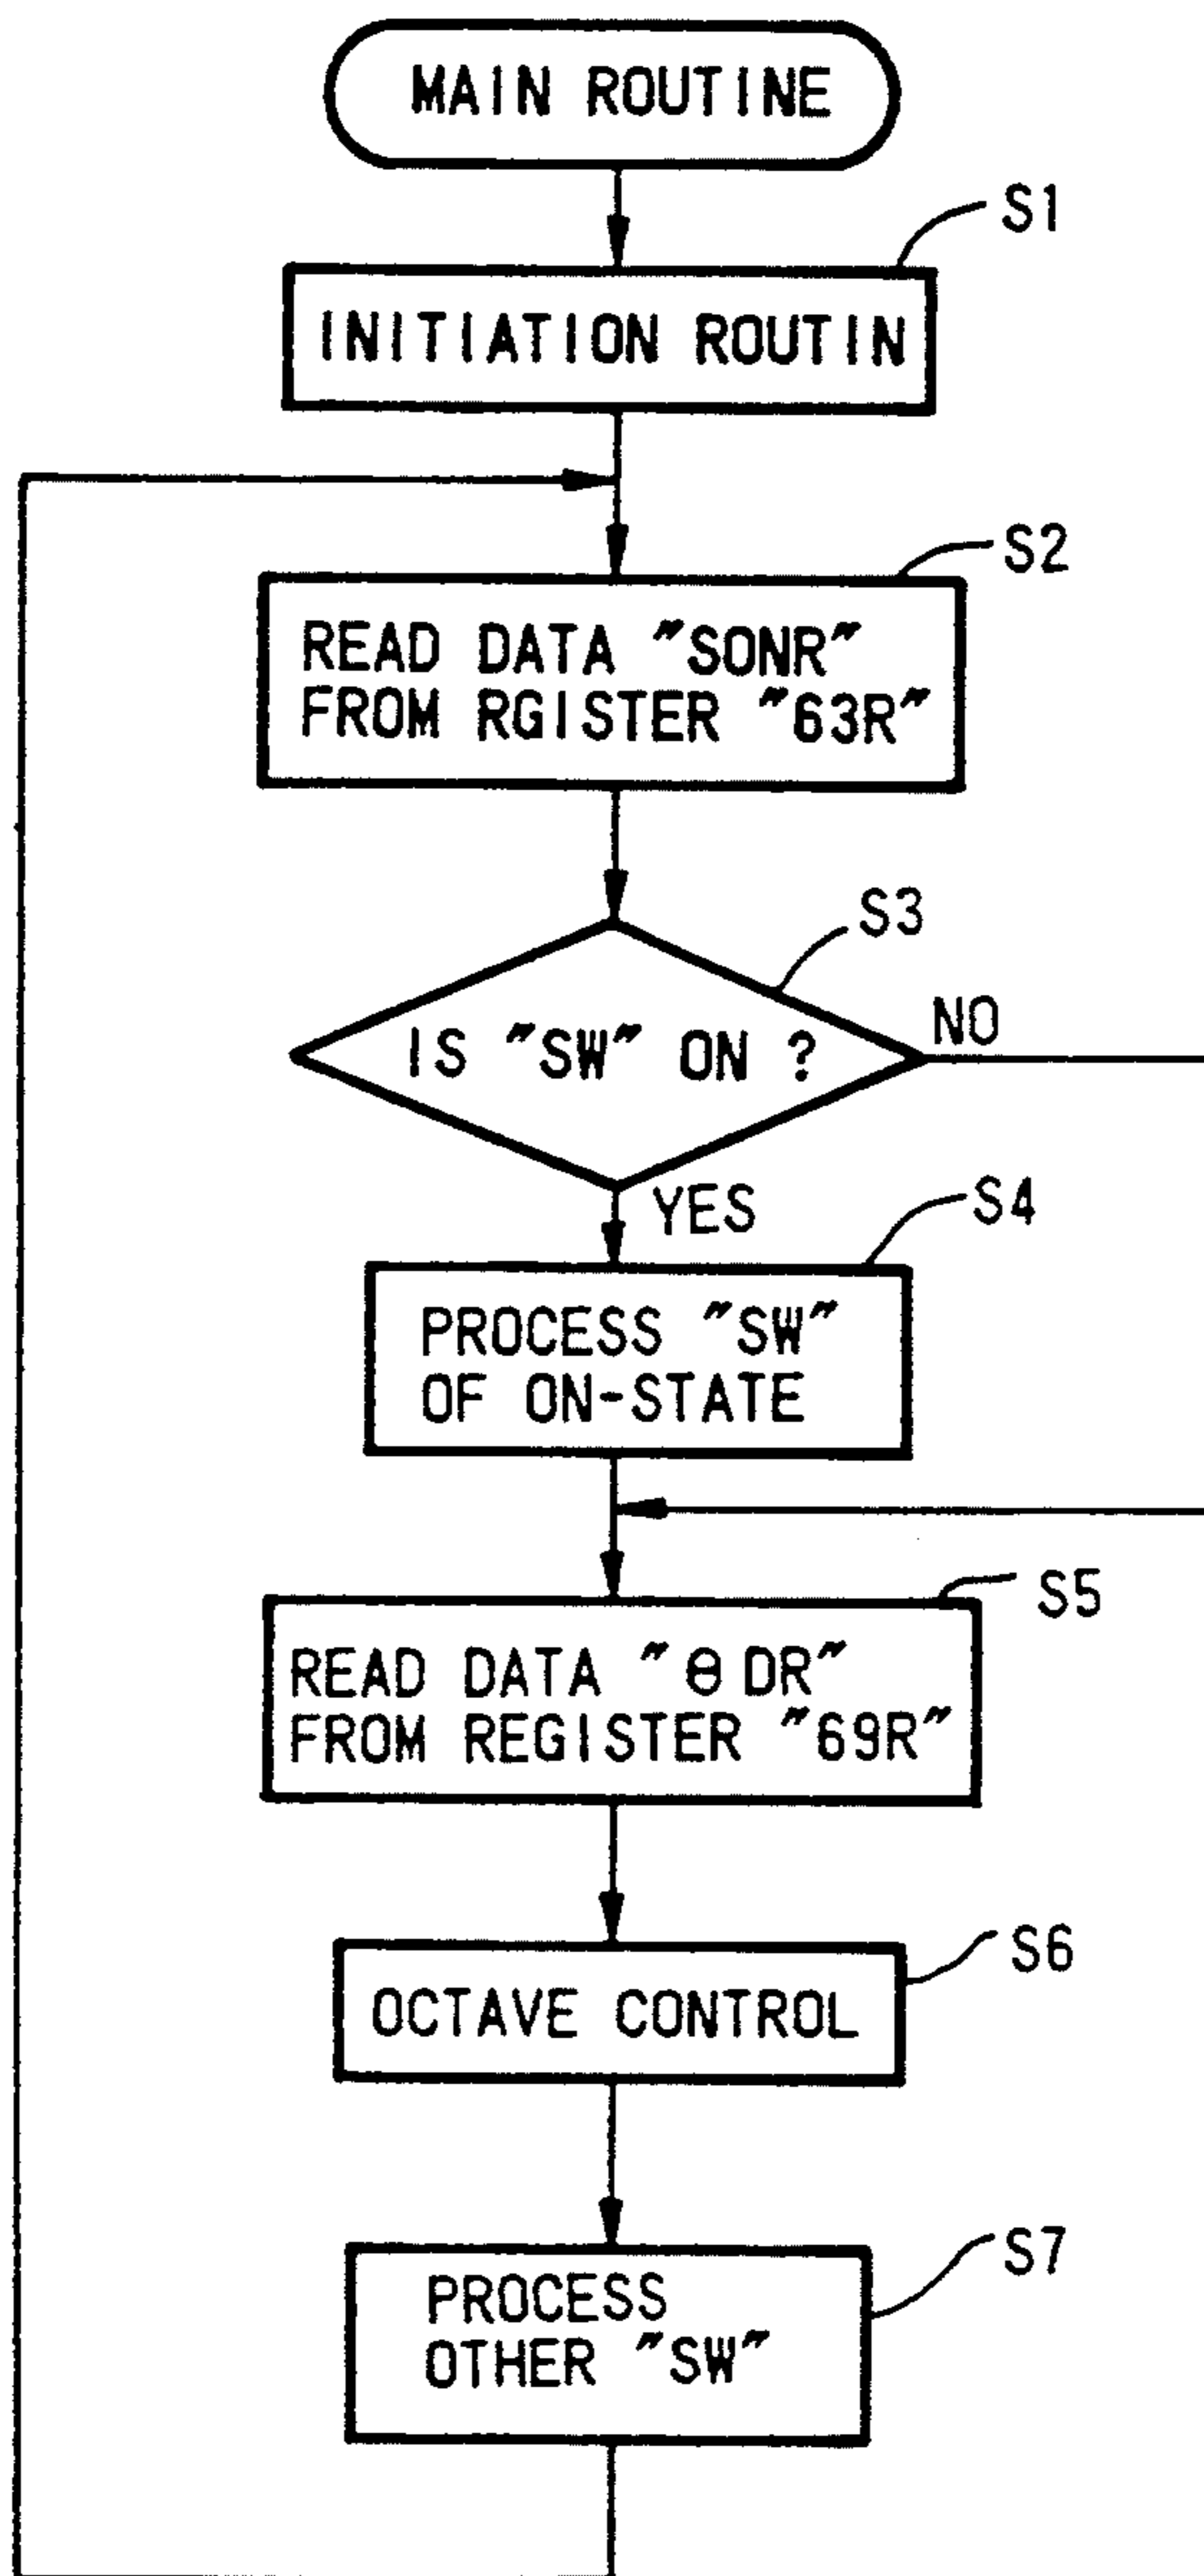 MAIN ROUTINE
S1
INITIATION ROUTIN
S2
READ DATA "SONR"
FROM RGISTER "63R"
S3
IS "SW" ON ?
NO
YES
S4
PROCESS "SW"
OF ON-STATE
S5
READ DATA "Θ DR"
FROM REGISTER "69R"
S6
OCTAVE CONTROL
S7
PROCESS
OTHER "SW"